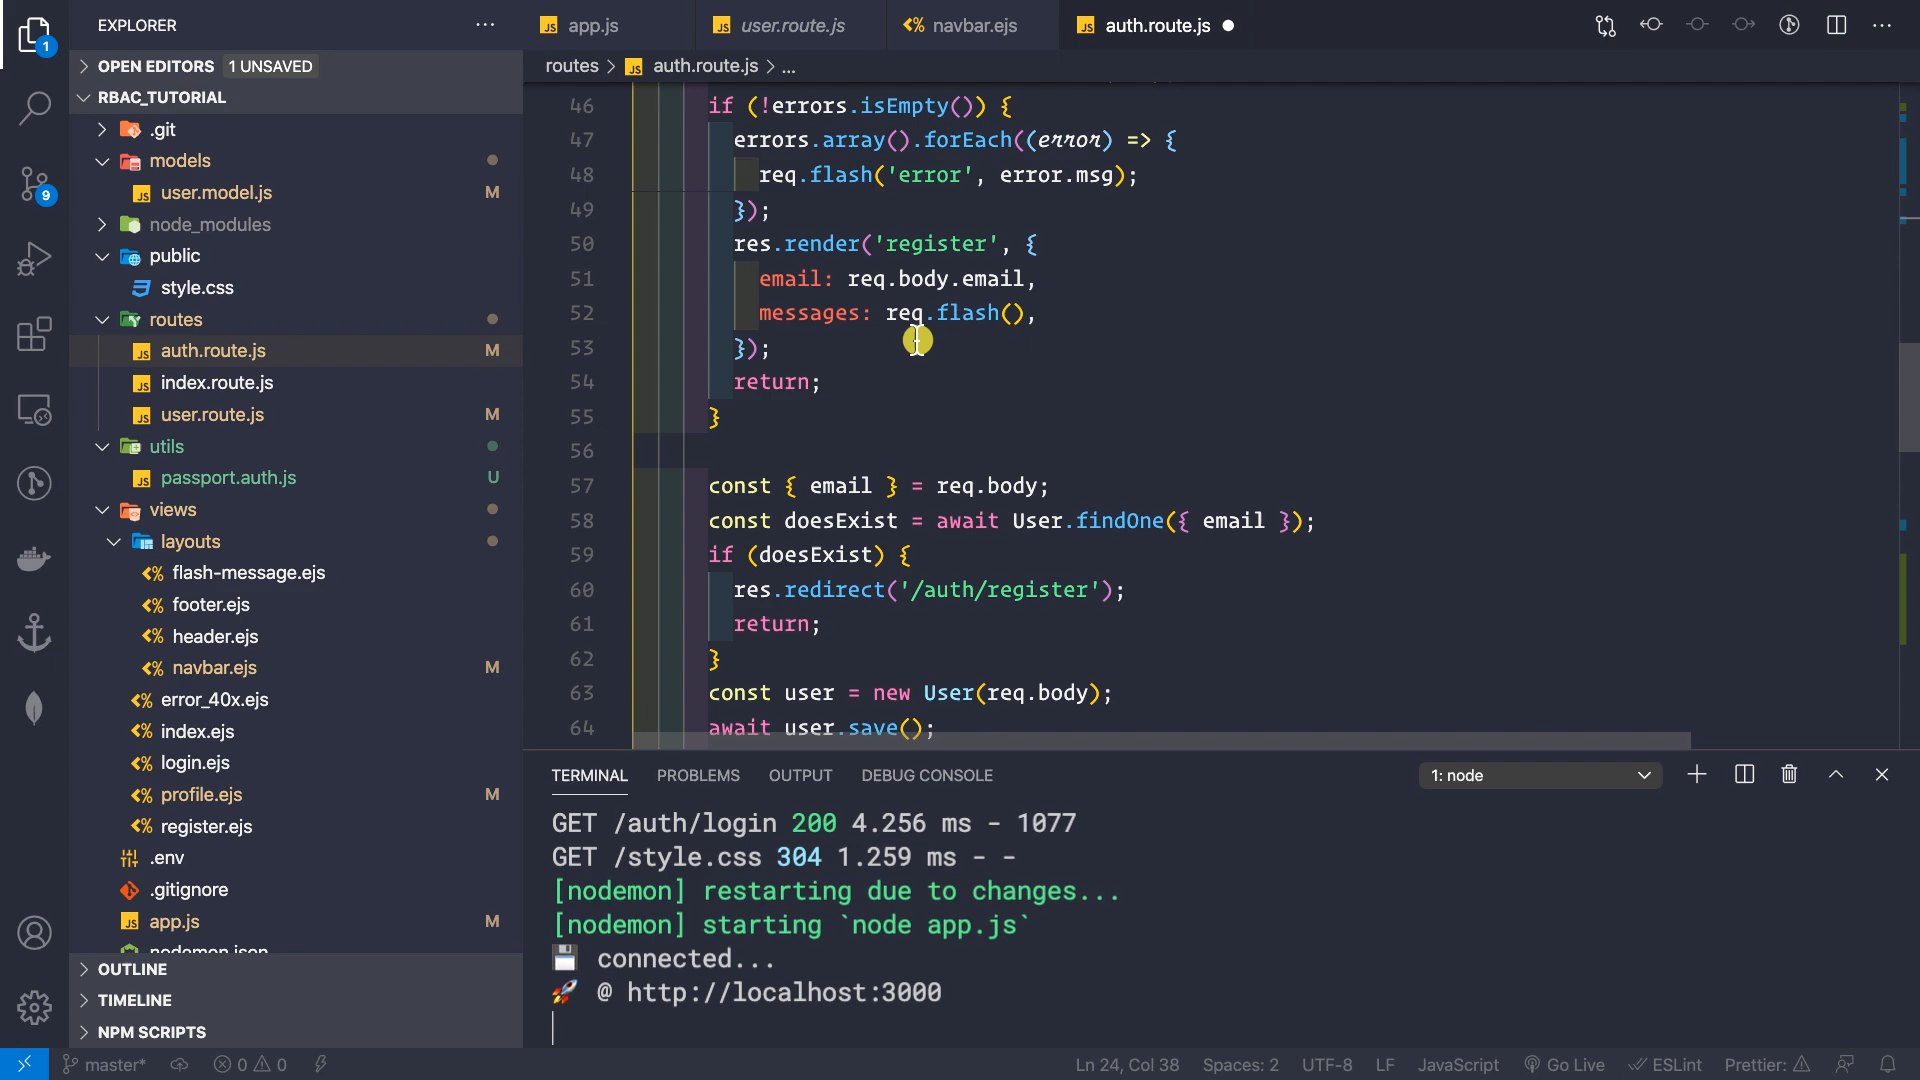 EXPLORER
OPEN EDITORS 1 UNSAVED
RBAC_TUTORIAL
.git
models
user.model.js M
node_modules
public
style.css
routes
auth.route.js M
index.route.js
user.route.js M
utils
passport.auth.js U
views
layouts
flash-message.ejs
footer.ejs
header.ejs
navbar.ejs M
error_40x.ejs
index.ejs
login.ejs
profile.ejs M
register.ejs
.env
.gitignore
app.js M
nodemon.json
OUTLINE
TIMELINE
NPM SCRIPTS
1
9
app.js user.route.js navbar.ejs auth.route.js
routes > auth.route.js > ...
46 if (!errors.isEmpty()) {
47 errors.array().forEach((error) => {
48 req.flash('error', error.msg);
49 });
50 res.render('register', {
51 email: req.body.email,
52 messages: req.flash(),
53 });
54 return;
55 }
56
57 const { email } = req.body;
58 const doesExist = await User.findOne({ email });
59 if (doesExist) {
60 res.redirect('/auth/register');
61 return;
62 }
63 const user = new User(req.body);
64 await user.save();
TERMINAL PROBLEMS OUTPUT DEBUG CONSOLE 1: node
GET /auth/login 200 4.256 ms - 1077
GET /style.css 304 1.259 ms - -
[nodemon] restarting due to changes...
[nodemon] starting `node app.js`
💾 connected...
🚀 @ http://localhost:3000
master* 0 0 Ln 24, Col 38 Spaces: 2 UTF-8 LF JavaScript Go Live ESLint Prettier: